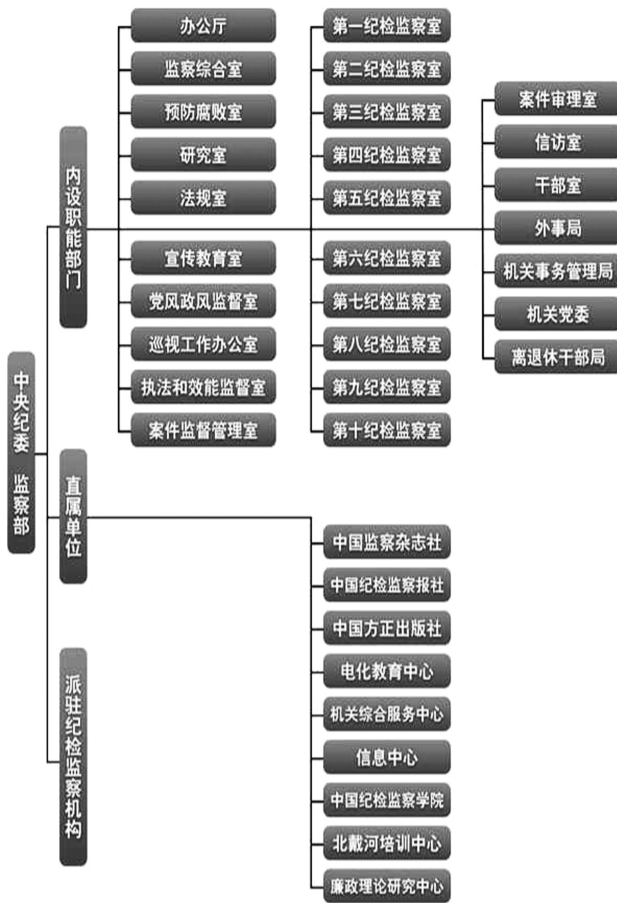 中央纪委 监察部
内设职能部门
办公厅
监察综合室
预防腐败室
研究室
法规室
宣传教育室
党风政风监督室
巡视工作办公室
执法和效能监督室
案件监督管理室
第一纪检监察室
第二纪检监察室
第三纪检监察室
第四纪检监察室
第五纪检监察室
第六纪检监察室
第七纪检监察室
第八纪检监察室
第九纪检监察室
第十纪检监察室
案件审理室
信访室
干部室
外事局
机关事务管理局
机关党委
离退休干部局
直属单位
中国监察杂志社
中国纪检监察报社
中国方正出版社
电化教育中心
机关综合服务中心
信息中心
中国纪检监察学院
北戴河培训中心
廉政理论研究中心
派驻纪检监察机构